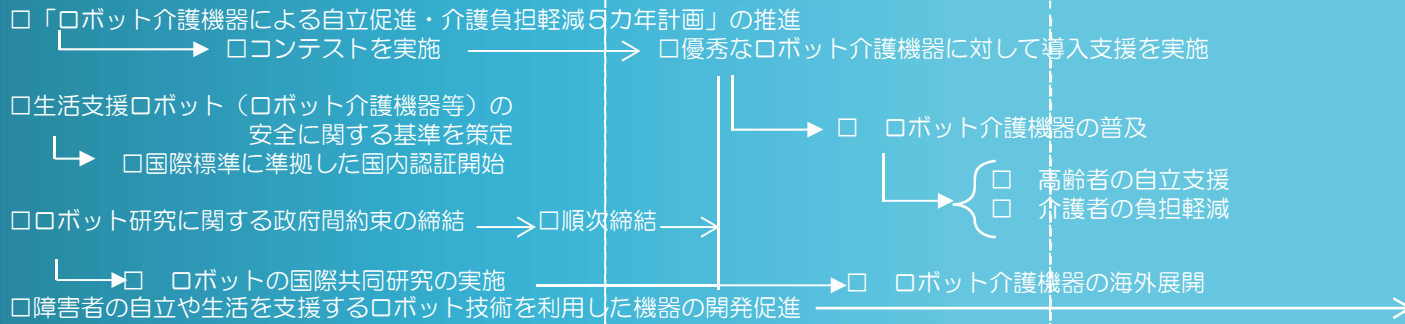 □「ロボット介護機器による自立促進・介護負担軽減５カ年計画」の推進
□コンテストを実施
□優秀なロボット介護機器に対して導入支援を実施
□生活支援ロボット（ロボット介護機器等）の
安全に関する基準を策定
□ ロボット介護機器の普及
□国際標準に準拠した国内認証開始
□ 高齢者の自立支援
□ 介護者の負担軽減
□ロボット研究に関する政府間約束の締結
□順次締結
□ ロボットの国際共同研究の実施
□ ロボット介護機器の海外展開
□障害者の自立や生活を支援するロボット技術を利用した機器の開発促進